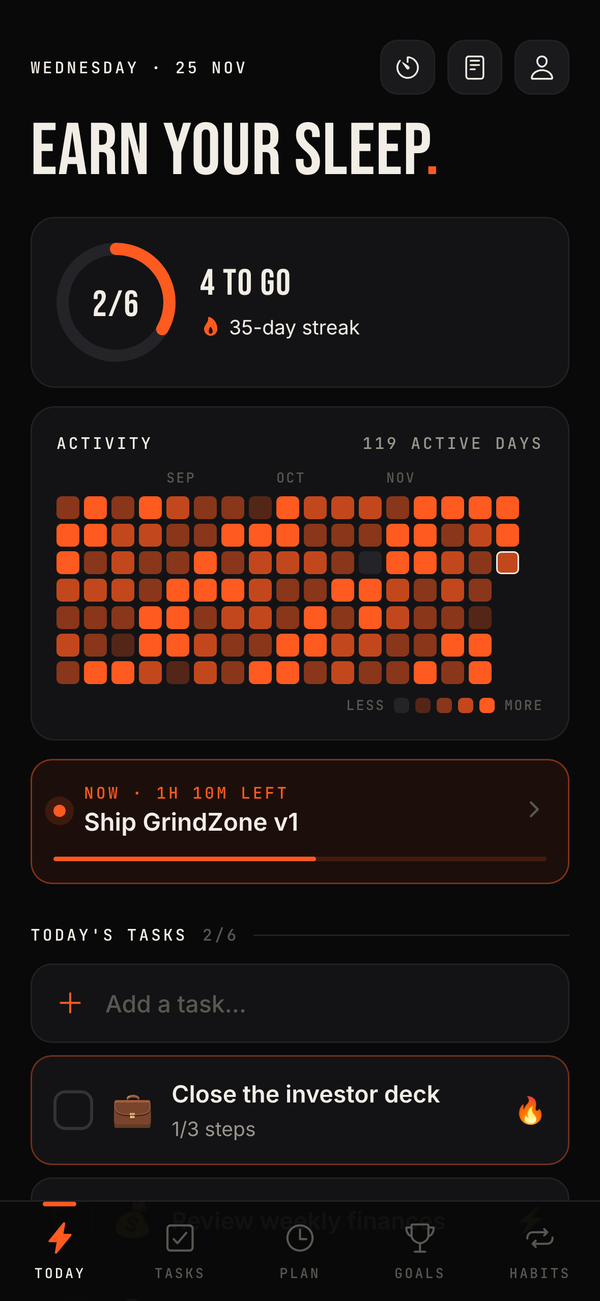 WEDNESDAY · 25 NOV
EARN YOUR SLEEP.
2/6
4 TO GO
35-day streak
ACTIVITY
119 ACTIVE DAYS
SEP OCT NOV
LESS MORE
NOW · 1H 10M LEFT
Ship GrindZone v1
TODAY'S TASKS 2/6
Add a task...
Close the investor deck
1/3 steps
Review weekly finances
TODAY TASKS PLAN GOALS HABITS